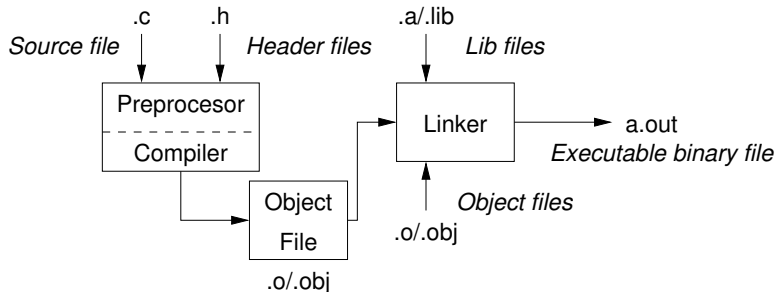 .c
.h
.a/.lib
Source file
Header files
Lib files
Preprocesor
Compiler
Linker
a.out
Executable binary file
Object
File
.o/.obj
Object files
.o/.obj